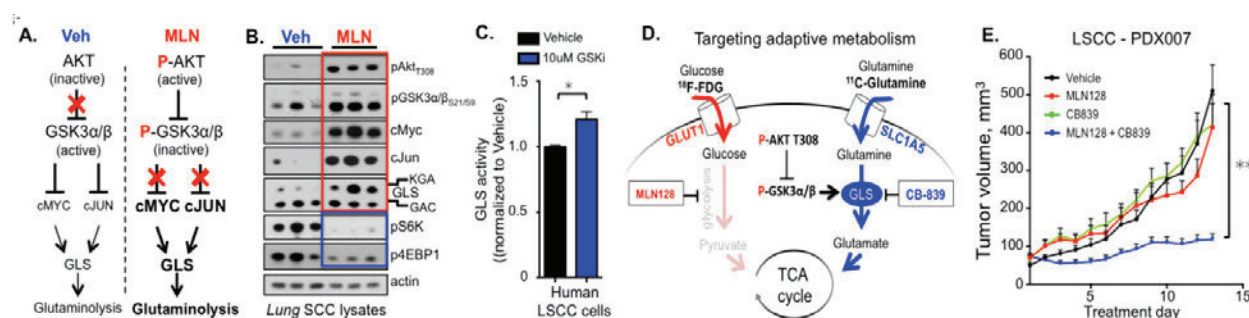 A.
Veh
MLN
AKT
(inactive)
P-AKT
(active)
GSK3α/β
(active)
P-GSK3α/β
(inactive)
cMYC
cJUN
cMYC cJUN
GLS
GLS
Glutaminolysis
Glutaminolysis
B.
Veh
MLN
pAktT308
pGSK3α/βS21/S9
cMyc
cJun
KGA
GLS
GAC
pS6K
p4EBP1
actin
Lung SCC lysates
C.
Vehicle
10uM GSKi
*
GLS activity
((normalized to Vehicle)
1.5
1.0
0.5
0
Human
LSCC cells
D.
Targeting adaptive metabolism
Glucose
18F-FDG
Glutamine
11C-Glutamine
GLUT1
SLC1A5
Glucose
P-AKT T308
Glutamine
MLN128
glycolysis
P-GSK3α/β
GLS
CB-839
Pyruvate
Glutamate
TCA
cycle
E.
LSCC - PDX007
Vehicle
MLN128
CB839
MLN128 + CB839
Tumor volume, mm3
600
500
400
300
200
100
0
**
5
10
15
Treatment day